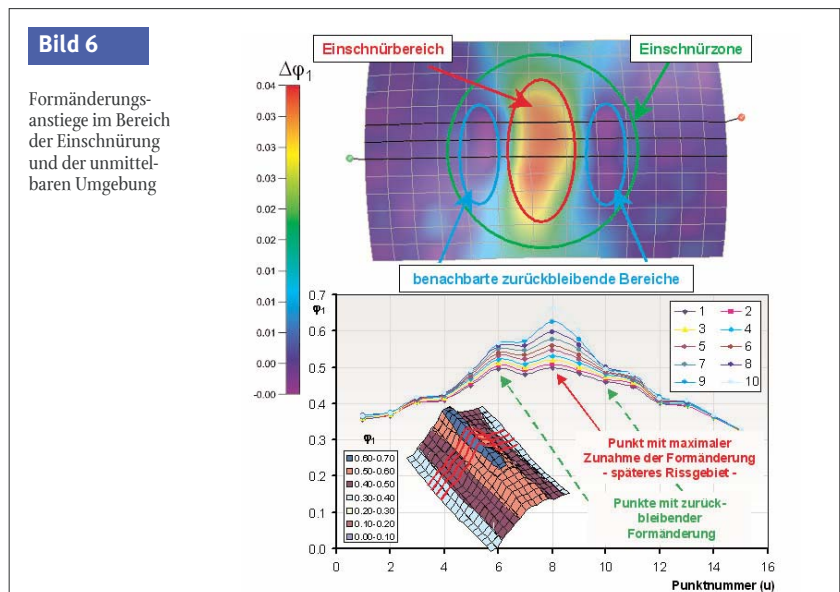 Bild 6
Formänderungs-
anstiege im Bereich
der Einschnürung
und der unmittel-
baren Umgebung
Δφ₁
0.04
0.03
0.03
0.03
0.02
0.02
0.01
0.01
0.01
0.00
-0.00
Einschnürbereich
Einschnürzone
benachbarte zurückbleibende Bereiche
φ₁
0.7
0.6
0.5
0.4
0.3
0.2
0.1
0.0
1 2
3 4
5 6
7 8
9 10
φ₁
0.60-0.70
0.50-0.60
0.40-0.50
0.30-0.40
0.20-0.30
0.10-0.20
0.00-0.10
Punkt mit maximaler
Zunahme der Formänderung
- späteres Rissgebiet -
Punkte mit zurück-
bleibender
Formänderung
0 2 4 6 8 10 12 14 16
Punktnummer (u)